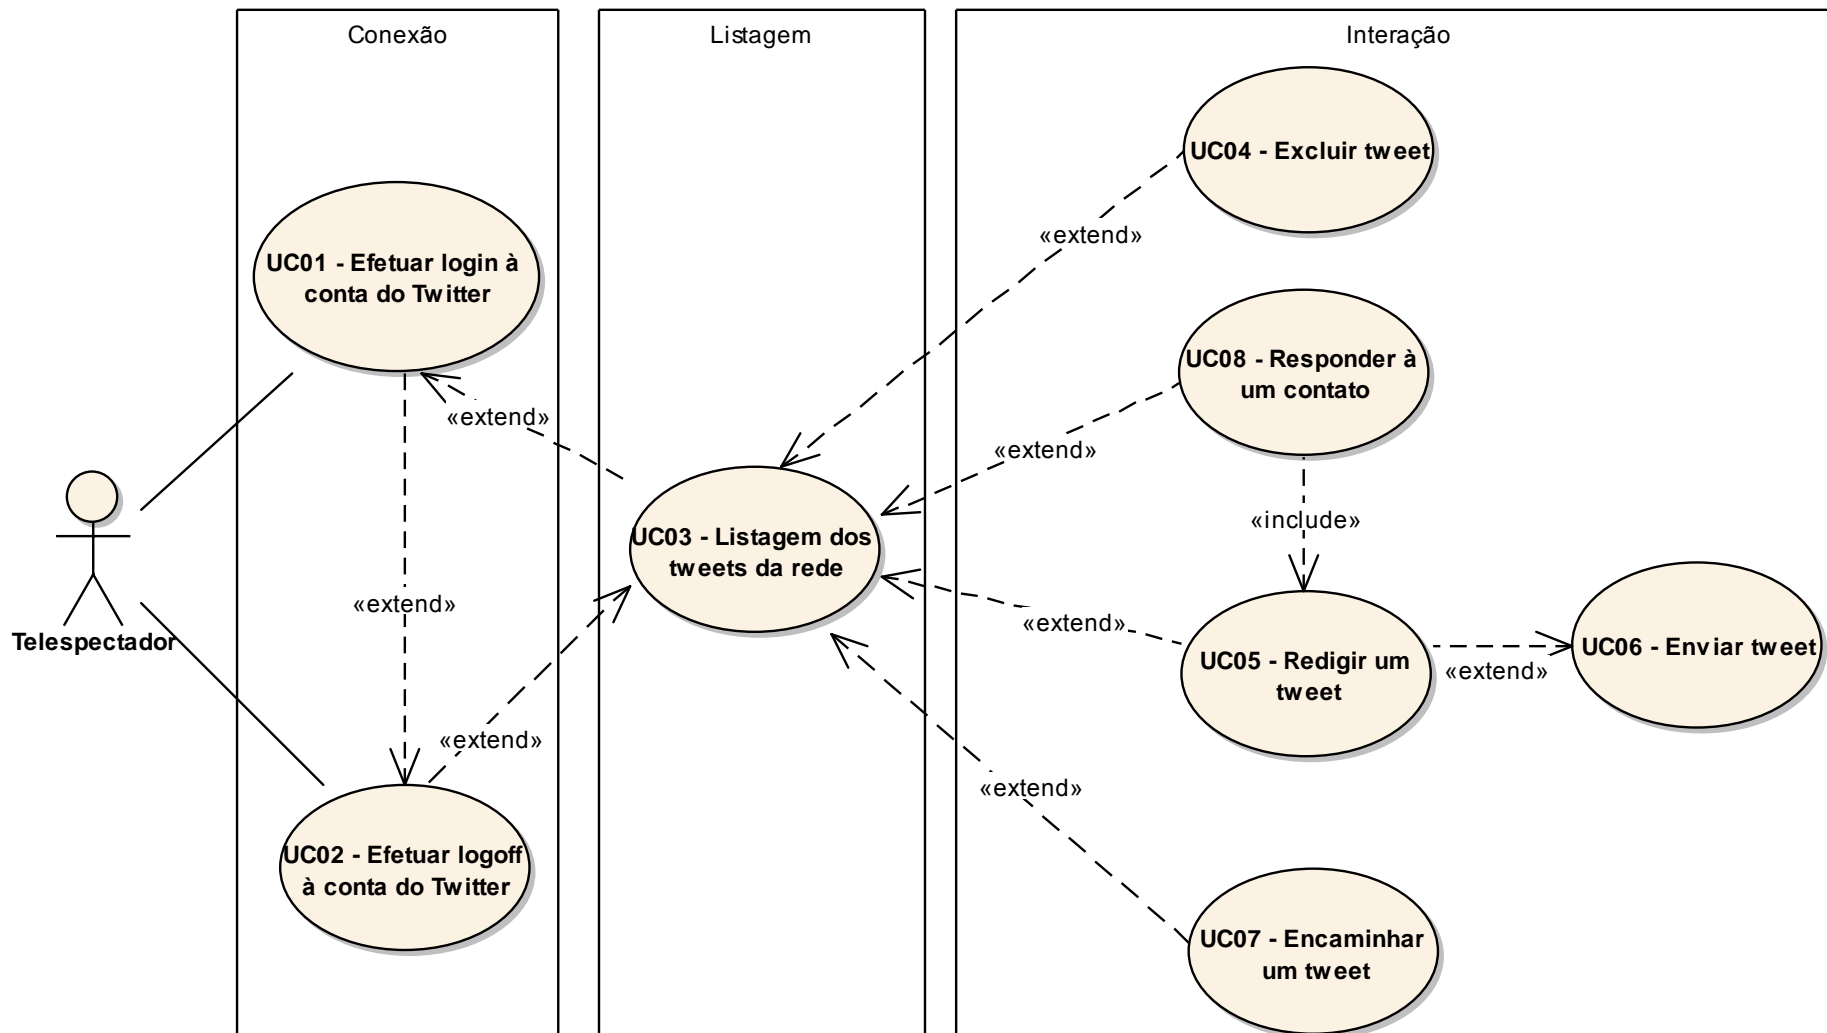 Conexão
Listagem
Interação
UC04 - Excluir tweet
«extend»
UC01 - Efetuar login à
conta do Twitter
UC08 - Responder à
um contato
«extend»
«extend»
«include»
UC03 - Listagem dos
tweets da rede
«extend»
«extend»
Telespectador
UC05 - Redigir um
tweet
UC06 - Enviar tweet
«extend»
«extend»
«extend»
UC02 - Efetuar logoff
à conta do Twitter
UC07 - Encaminhar
um tweet